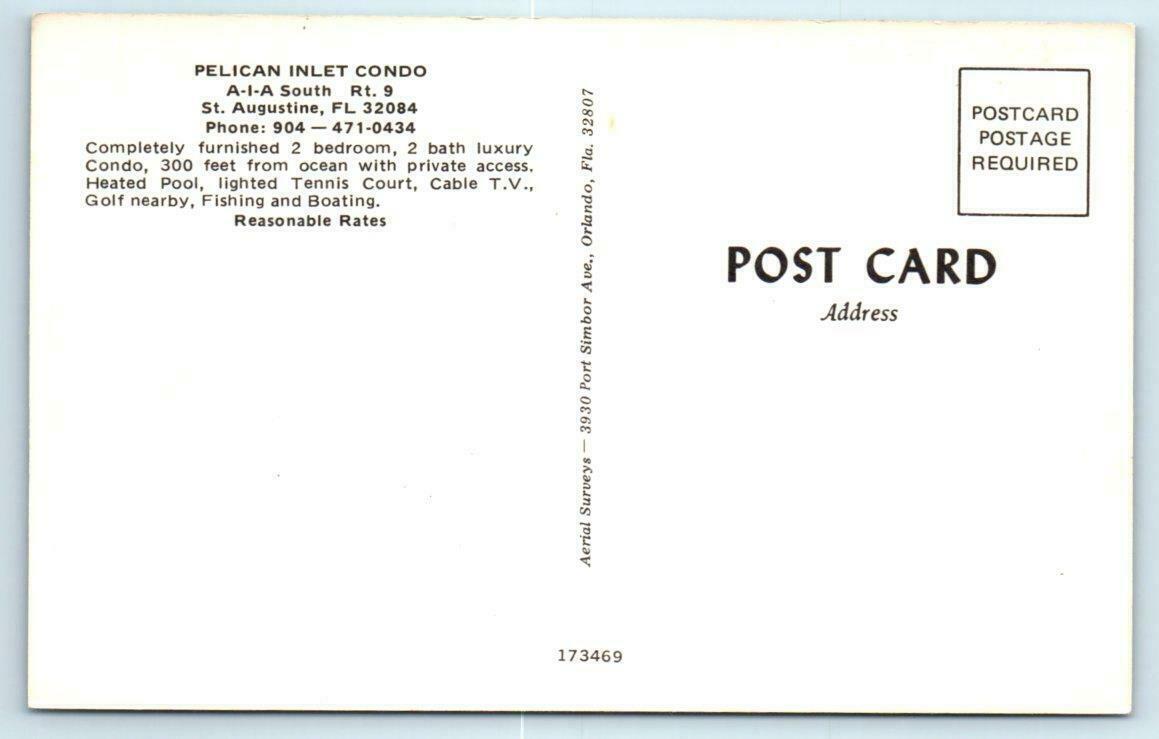 PELICAN INLET CONDO
A-I-A South Rt. 9
St. Augustine, FL 32084
Phone: 904 — 471-0434
Completely furnished 2 bedroom, 2 bath luxury
Condo, 300 feet from ocean with private access.
Heated Pool, lighted Tennis Court, Cable T.V.,
Golf nearby, Fishing and Boating.
Reasonable Rates
Aerial Surveys — 3930 Port Simbor Ave., Orlando, Fla. 32807
POSTCARD
POSTAGE
REQUIRED
POST CARD
Address
173469